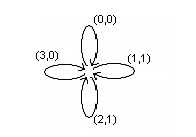 (0,0)
(3,0)
(1,1)
(2,1)